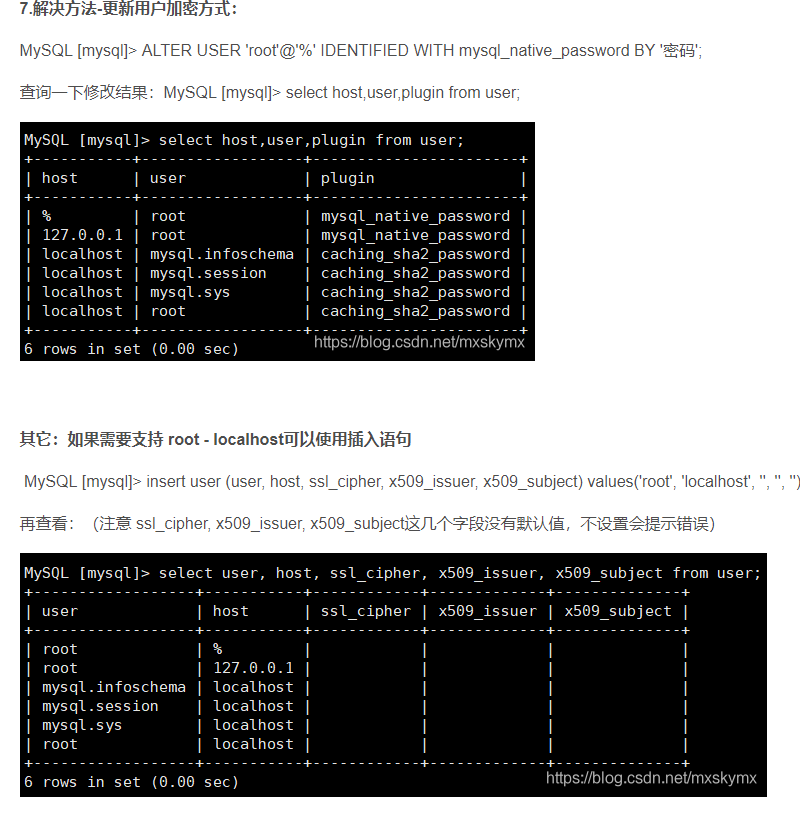 7.解决方法-更新用户加密方式：
MySQL [mysql]> ALTER USER 'root'@'%' IDENTIFIED WITH mysql_native_password BY '密码';
查询一下修改结果：MySQL [mysql]> select host,user,plugin from user;
MySQL [mysql]> select host,user,plugin from user;
+-----------+------------------+-----------------------+
| host      | user             | plugin                |
+-----------+------------------+-----------------------+
| %         | root             | mysql_native_password |
| 127.0.0.1 | root             | mysql_native_password |
| localhost | mysql.infoschema | caching_sha2_password |
| localhost | mysql.session    | caching_sha2_password |
| localhost | mysql.sys        | caching_sha2_password |
| localhost | root             | caching_sha2_password |
+-----------+------------------+-----------------------+
6 rows in set (0.00 sec)
https://blog.csdn.net/mxskymx
其它：如果需要支持 root - localhost可以使用插入语句
MySQL [mysql]> insert user (user, host, ssl_cipher, x509_issuer, x509_subject) values('root', 'localhost', '', '', '')
再查看：（注意 ssl_cipher, x509_issuer, x509_subject这几个字段没有默认值，不设置会提示错误）
MySQL [mysql]> select user, host, ssl_cipher, x509_issuer, x509_subject from user;
+------------------+-----------+------------+-------------+--------------+
| user             | host      | ssl_cipher | x509_issuer | x509_subject |
+------------------+-----------+------------+-------------+--------------+
| root             | %         |            |             |              |
| root             | 127.0.0.1 |            |             |              |
| mysql.infoschema | localhost |            |             |              |
| mysql.session    | localhost |            |             |              |
| mysql.sys        | localhost |            |             |              |
| root             | localhost |            |             |              |
+------------------+-----------+------------+-------------+--------------+
6 rows in set (0.00 sec)
https://blog.csdn.net/mxskymx